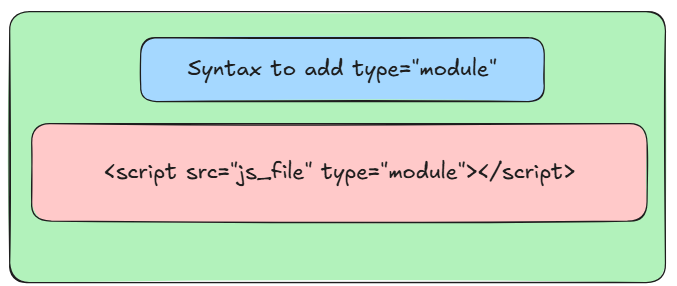 Syntax to add type="module"
<script src="js_file" type="module"></script>